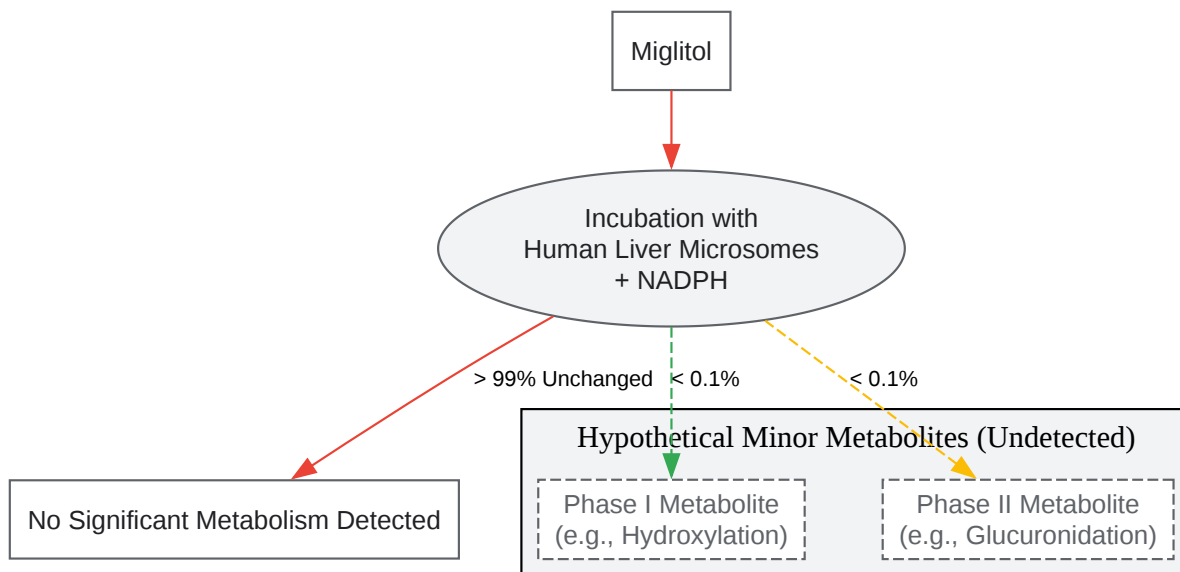 Miglitol
Incubation with
Human Liver Microsomes
+ NADPH
> 99% Unchanged
< 0.1%
< 0.1%
Hypothetical Minor Metabolites (Undetected)
No Significant Metabolism Detected
Phase I Metabolite
(e.g., Hydroxylation)
Phase II Metabolite
(e.g., Glucuronidation)